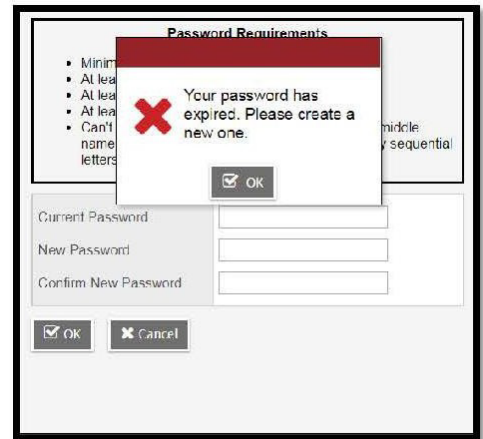 Password Requirements
Minim
At lea
At lea
At lea
Can't middle
name sequential
letters
Your password has
expired. Please create a
new one.
OK
Current Password
New Password
Confirm New Password
OK
Cancel